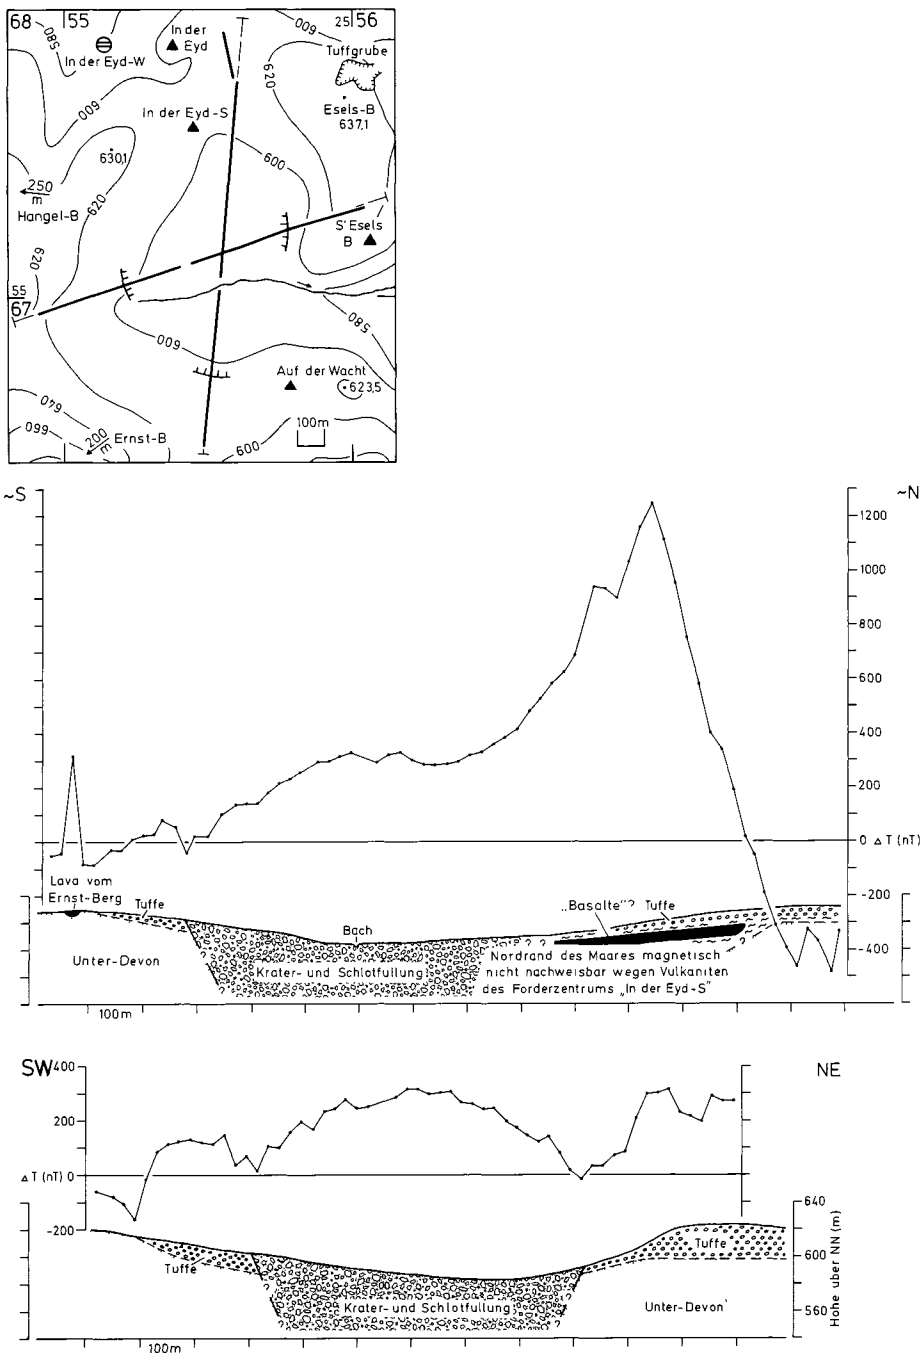 68 55 25 56
In der
Eyd
In der Eyd-W
580
600
600
620
Tuffgrube
Esels-B
637,1
In der Eyd-S
630,1
250
m
Hangel-B
620
600
S'Esels
B
620
55
67
580
600
Auf der Wacht
623,5
640
660
200
m
Ernst-B
100m
600
~S
~N
1200
1000
800
600
400
200
0 ΔT (nT)
-200
-400
Lava vom
Ernst-Berg
Tuffe
Bach
„Basalte"? Tuffe
Unter-Devon
Krater- und Schlotfüllung
Nordrand des Maares magnetisch
nicht nachweisbar wegen Vulkaniten
des Förderzentrums „In der Eyd-S"
100m
SW
NE
400
200
ΔT (nT) 0
-200
640
600
560
Höhe über NN (m)
Tuffe
Tuffe
Krater- und Schlotfüllung
Unter-Devon
100m